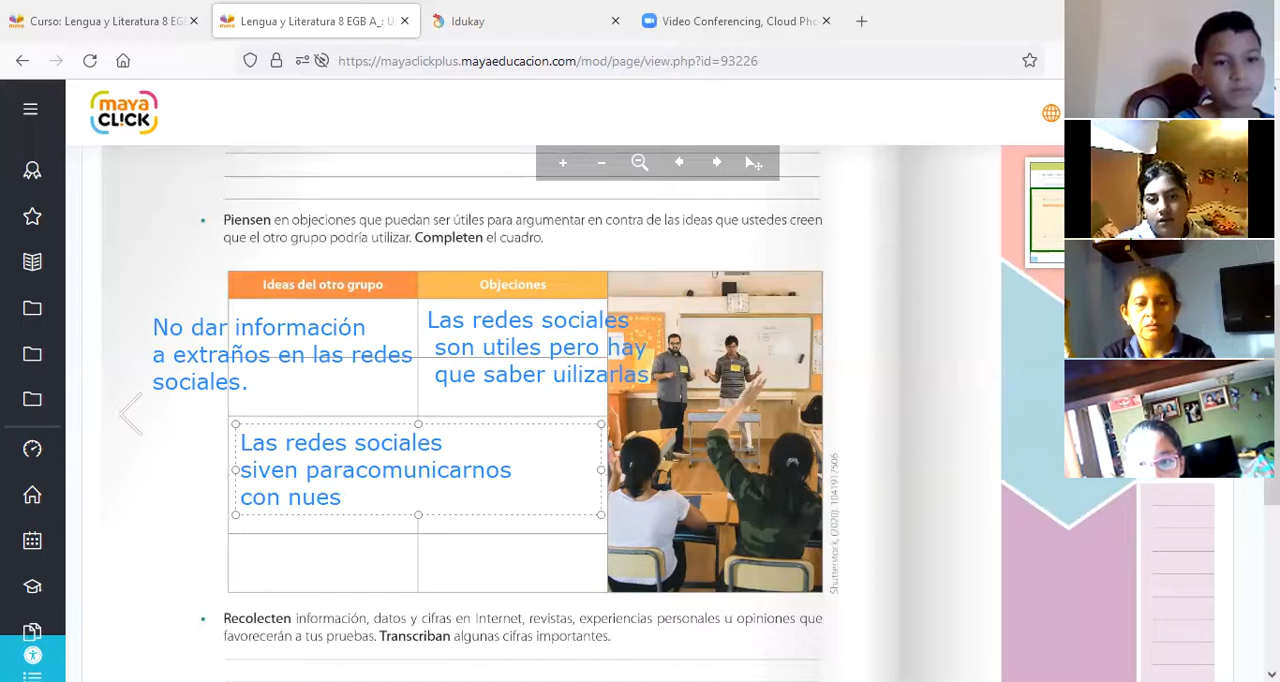 Curso: Lengua y Literatura 8 EGB
Lengua y Literatura 8 EGB A_: U
Idukay
Video Conferencing, Cloud Pho
https://mayaclickplus.mayaeducacion.com/mod/page/view.php?id=93226
maya
CLICK
Piensen en objeciones que puedan ser útiles para argumentar en contra de las ideas que ustedes creen
que el otro grupo podría utilizar. Completen el cuadro.
Ideas del otro grupo
Objeciones
No dar información
a extraños en las redes
sociales.
Las redes sociales
son utiles pero hay
que saber uilizarlas
Las redes sociales
siven paracomunicarnos
con nues
Shutterstock, (2020). 1041917506
Recolecten información, datos y cifras en Internet, revistas, experiencias personales u opiniones que
favorecerán a tus pruebas. Transcriban algunas cifras importantes.